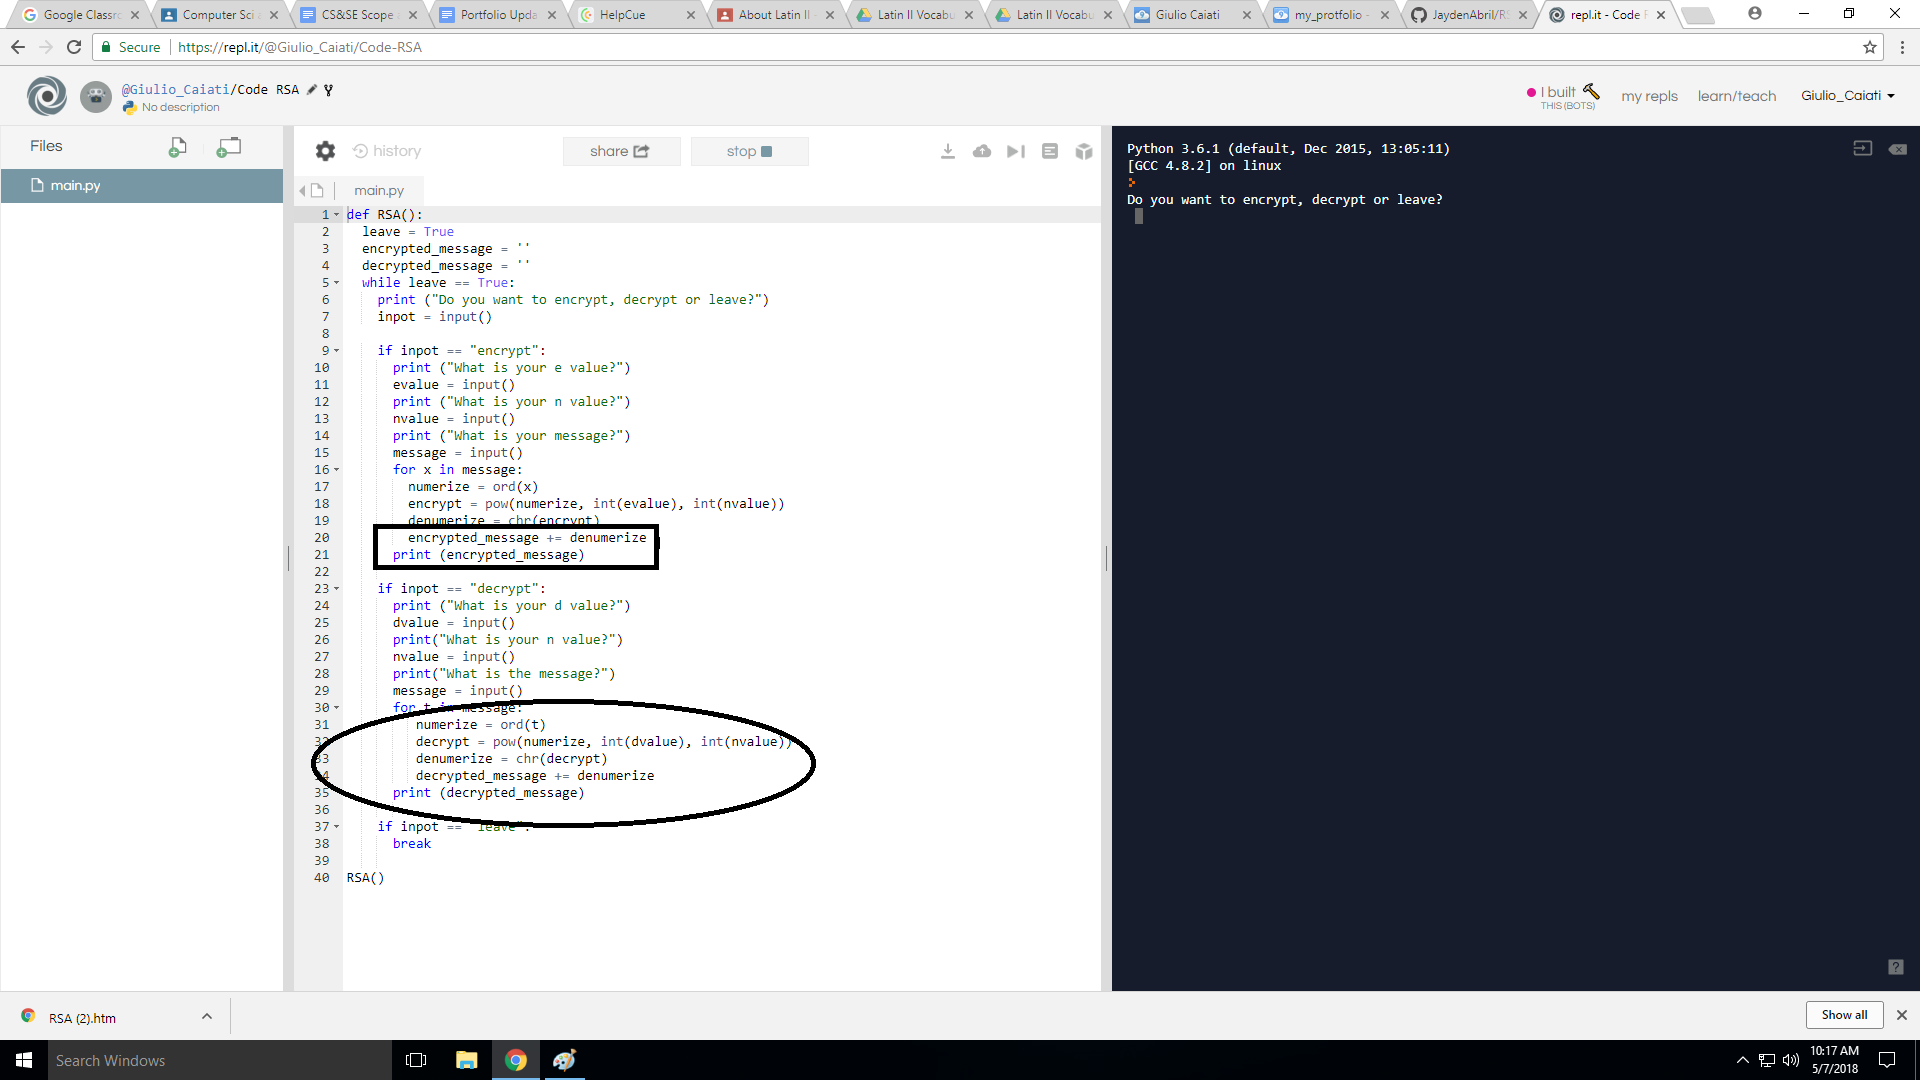 Google Classro
Computer Sci
CS&SE Scope
Portfolio Upda
HelpCue
About Latin II -
Latin II Vocabu
Latin II Vocabu
Giulio Caiati
my_protfolio -
JaydenAbril/RS
repl.it - Code R
Secure https://repl.it/@Giulio_Caiati/Code-RSA
@Giulio_Caiati/Code RSA
No description
I built
THIS (BOTS)
my repls
learn/teach
Giulio_Caiati
Files
main.py
history
share
stop
main.py
1 def RSA():
2 leave = True
3 encrypted_message = ''
4 decrypted_message = ''
5 while leave == True:
6 print ("Do you want to encrypt, decrypt or leave?")
7 inpot = input()
8
9 if inpot == "encrypt":
10 print ("What is your e value?")
11 evalue = input()
12 print ("What is your n value?")
13 nvalue = input()
14 print ("What is your message?")
15 message = input()
16 for x in message:
17 numerize = ord(x)
18 encrypt = pow(numerize, int(evalue), int(nvalue))
19 denumerize = chr(encrypt)
20 encrypted_message += denumerize
21 print (encrypted_message)
22
23 if inpot == "decrypt":
24 print ("What is your d value?")
25 dvalue = input()
26 print("What is your n value?")
27 nvalue = input()
28 print("What is the message?")
29 message = input()
30 for t in message:
31 numerize = ord(t)
32 decrypt = pow(numerize, int(dvalue), int(nvalue))
33 denumerize = chr(decrypt)
34 decrypted_message += denumerize
35 print (decrypted_message)
36
37 if inpot == "leave":
38 break
39
40 RSA()
Python 3.6.1 (default, Dec 2015, 13:05:11)
[GCC 4.8.2] on linux
Do you want to encrypt, decrypt or leave?
RSA (2).htm
Show all
Search Windows
10:17 AM
5/7/2018